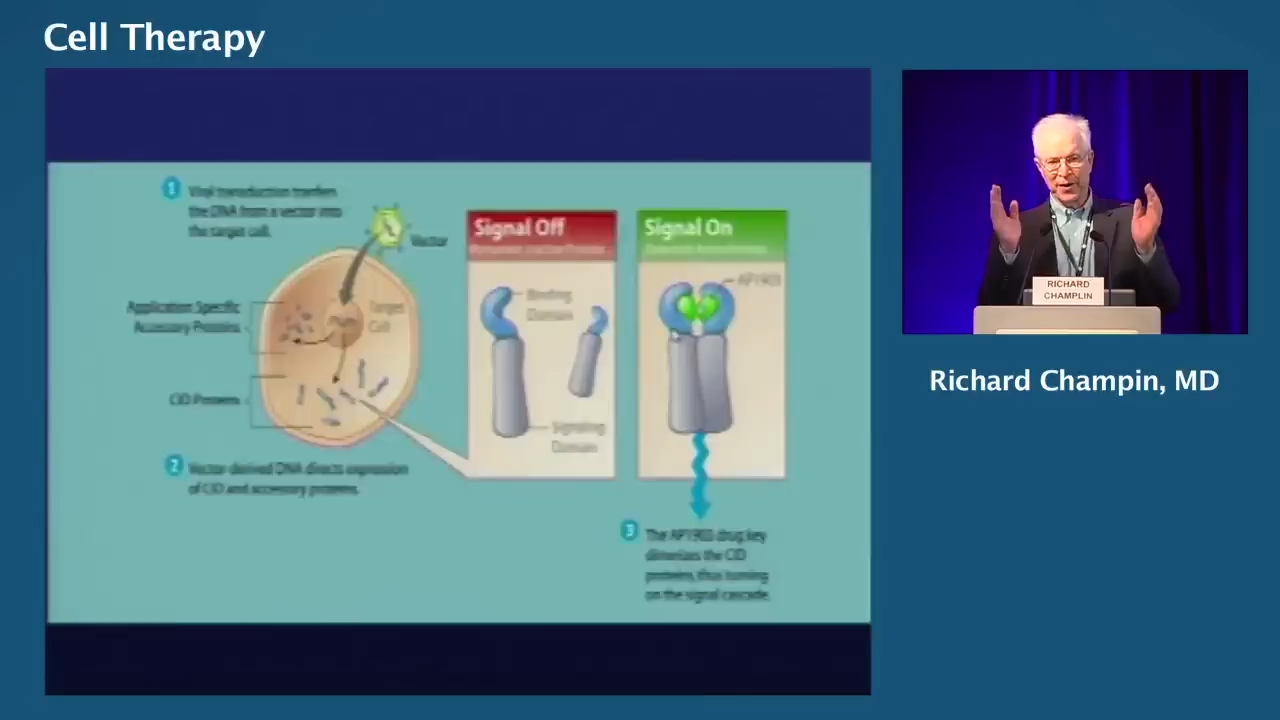 Cell Therapy
1 Viral transduction tranfers
the DNA from a vector into
the target cell.
Vector
Application Specific
Accessory Proteins
Target
Cell
CID Proteins
2 Vector derived DNA directs expression
of CID and accessory proteins.
Signal Off
Binding
Domain
Signaling
Domain
Signal On
AP1903
3 The AP1903 drug key
dimerizes the CID
proteins, thus turning
on the signal cascade.
RICHARD
CHAMPLIN
Richard Champin, MD